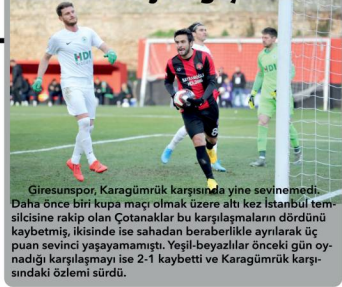 HDI
HDI
Giresunspor, Karagümrük karşısında yine sevinemedi.
Daha önce biri kupa maçı olmak üzere altı kez İstanbul tem-
silcisine rakip olan Çotanaklar bu karşılaşmaların dördünü
kaybetmiş, ikisinde ise sahadan beraberlikle ayrılarak üç
puan sevinci yaşayamamıştı. Yeşil-beyazlılar önceki gün oy-
nadığı karşılaşmayı ise 2-1 kaybetti ve Karagümrük karşı-
sındaki özlemi sürdü.